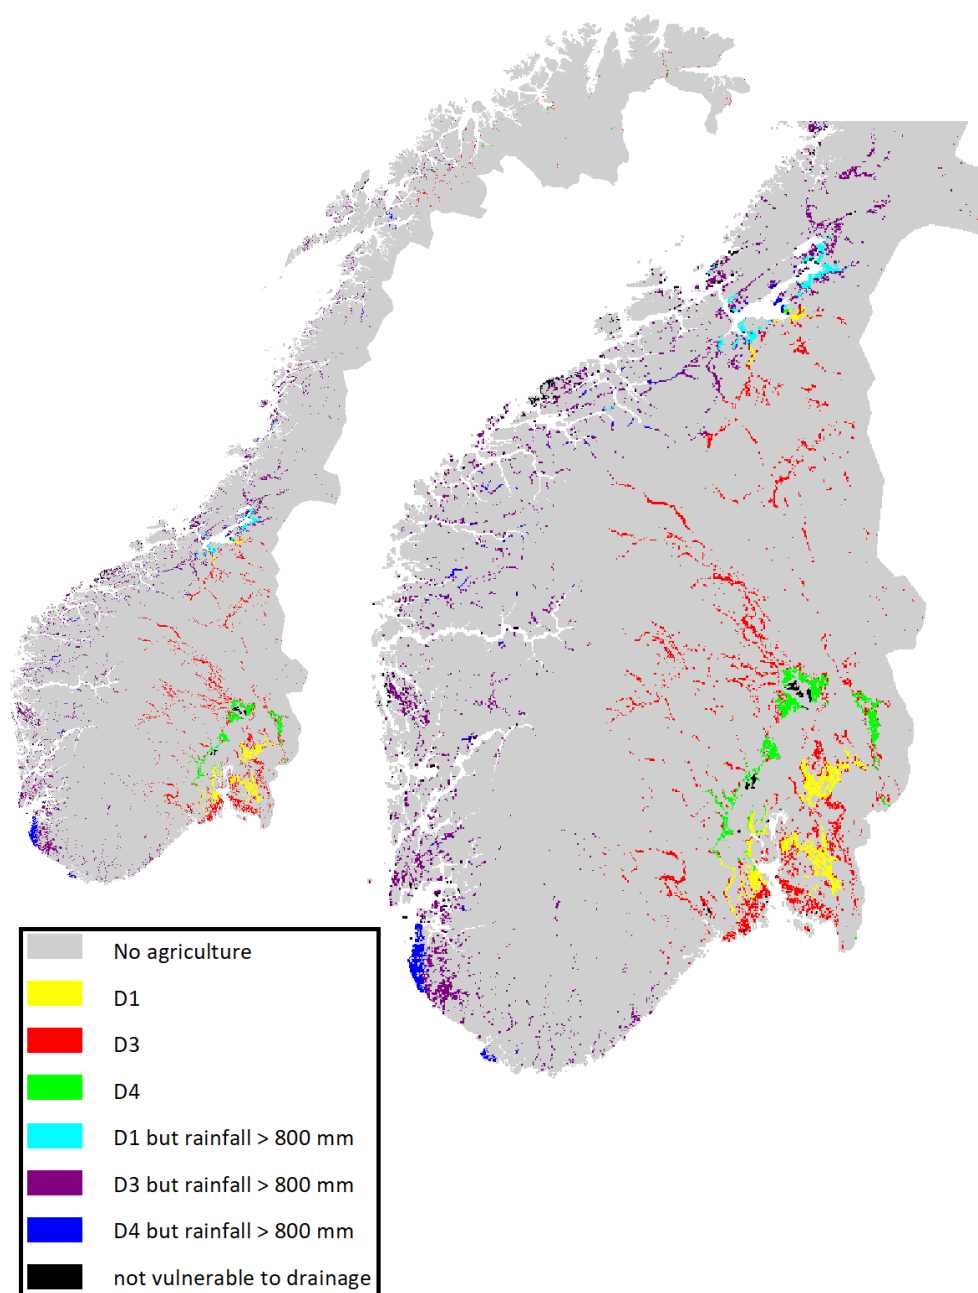 No agriculture
D1
D3
D4
D1 but rainfall > 800 mm
D3 but rainfall > 800 mm
D4 but rainfall > 800 mm
not vulnerable to drainage